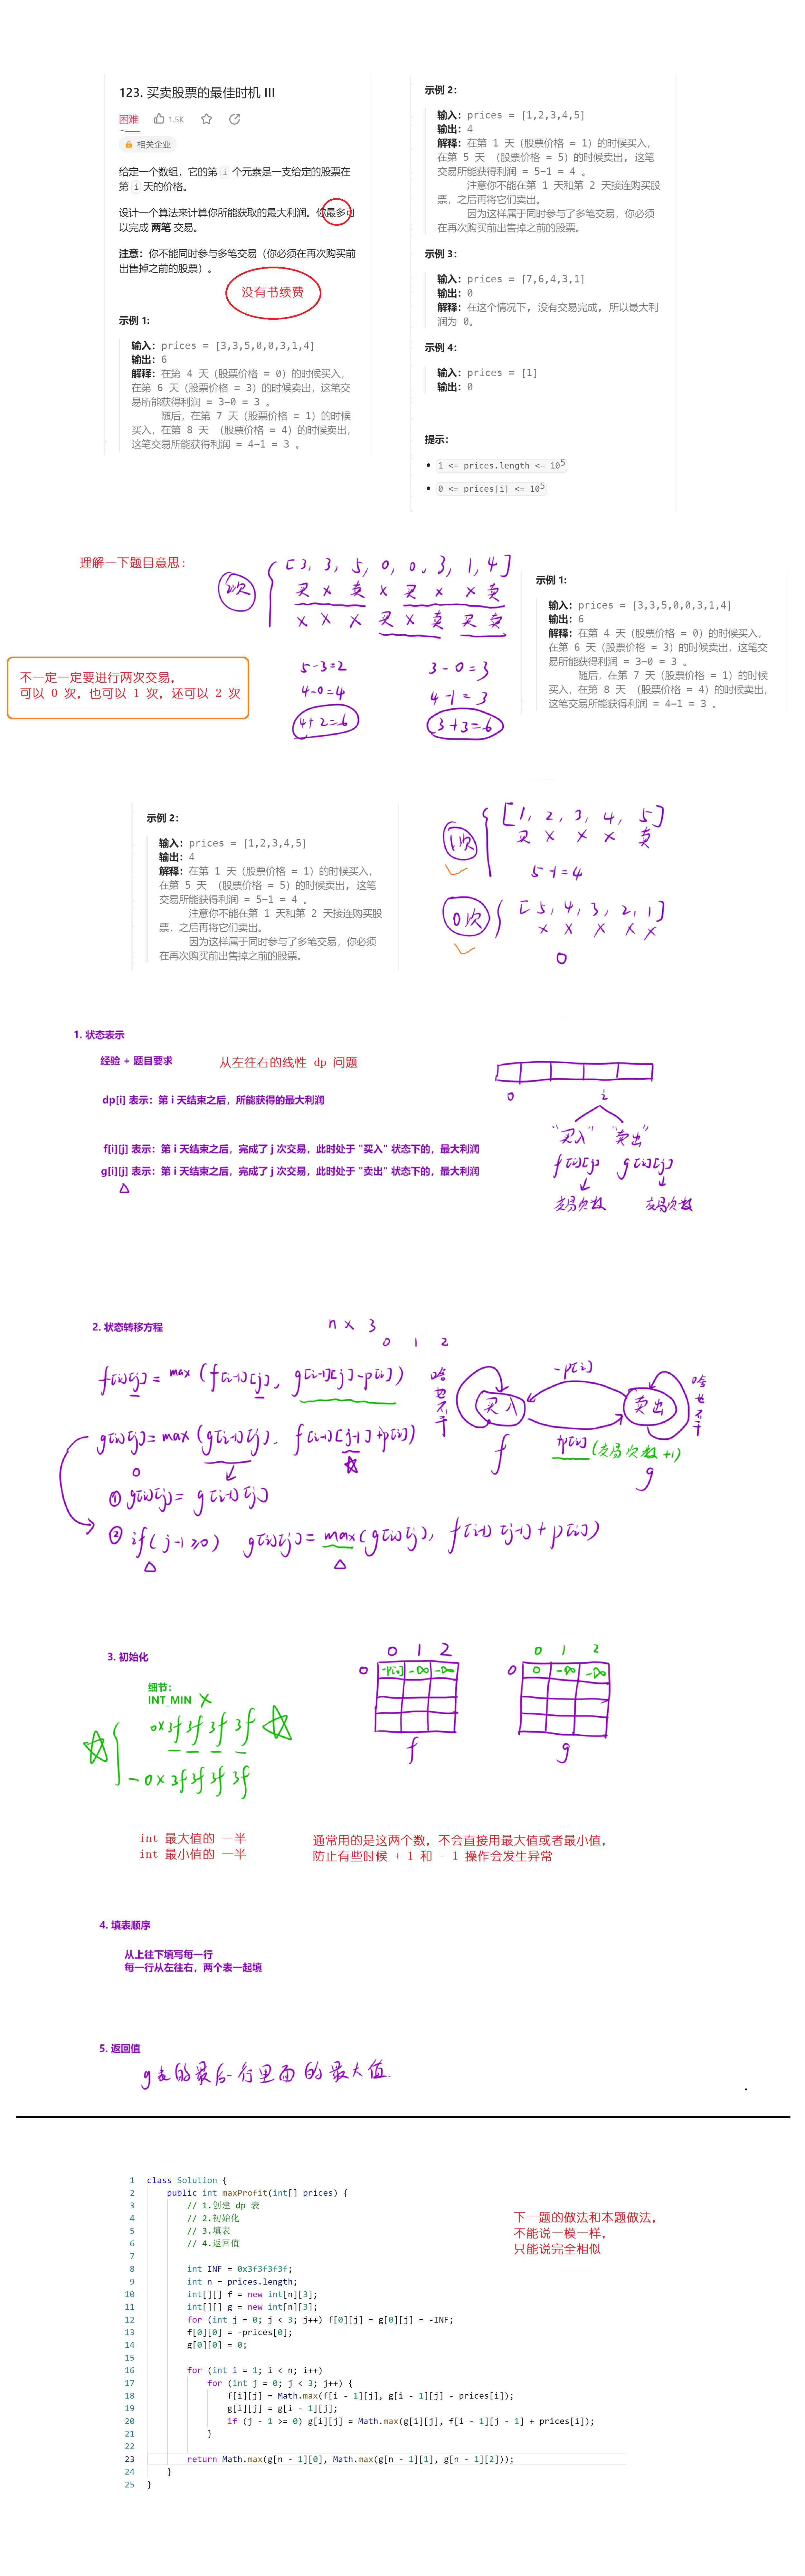 123. 买卖股票的最佳时机 III
困难 1.5K
相关企业
给定一个数组，它的第 i 个元素是一支给定的股票在
第 i 天的价格。
设计一个算法来计算你所能获取的最大利润。你最多可
以完成 两笔 交易。
注意：你不能同时参与多笔交易（你必须在再次购买前
出售掉之前的股票）。
没有书续费
示例 1:
输入：prices = [3,3,5,0,0,3,1,4]
输出：6
解释：在第 4 天（股票价格 = 0）的时候买入，
在第 6 天（股票价格 = 3）的时候卖出，这笔交
易所能获得利润 = 3-0 = 3 。
随后，在第 7 天（股票价格 = 1）的时候
买入，在第 8 天 （股票价格 = 4）的时候卖出，
这笔交易所能获得利润 = 4-1 = 3 。
示例 2：
输入：prices = [1,2,3,4,5]
输出：4
解释：在第 1 天（股票价格 = 1）的时候买入，
在第 5 天 （股票价格 = 5）的时候卖出, 这笔
交易所能获得利润 = 5-1 = 4 。
注意你不能在第 1 天和第 2 天接连购买股
票，之后再将它们卖出。
因为这样属于同时参与了多笔交易，你必须
在再次购买前出售掉之前的股票。
示例 3：
输入：prices = [7,6,4,3,1]
输出：0
解释：在这个情况下, 没有交易完成, 所以最大利
润为 0。
示例 4：
输入：prices = [1]
输出：0
提示：
1 <= prices.length <= 10^5
0 <= prices[i] <= 10^5
理解一下题目意思：
2次 [3, 3, 5, 0, 0, 3, 1, 4]
买 x 卖 x 买 x x 卖
x x x 买 x 卖 买 卖
5-3=2
4-0=4
4+2=6
3-0=3
4-1=3
3+3=6
不一定一定要进行两次交易，
可以 0 次，也可以 1 次，还可以 2 次
示例 1:
输入：prices = [3,3,5,0,0,3,1,4]
输出：6
解释：在第 4 天（股票价格 = 0）的时候买入，
在第 6 天（股票价格 = 3）的时候卖出，这笔交
易所能获得利润 = 3-0 = 3 。
随后，在第 7 天（股票价格 = 1）的时候
买入，在第 8 天 （股票价格 = 4）的时候卖出，
这笔交易所能获得利润 = 4-1 = 3 。
示例 2：
输入：prices = [1,2,3,4,5]
输出：4
解释：在第 1 天（股票价格 = 1）的时候买入，
在第 5 天 （股票价格 = 5）的时候卖出, 这笔
交易所能获得利润 = 5-1 = 4 。
注意你不能在第 1 天和第 2 天接连购买股
票，之后再将它们卖出。
因为这样属于同时参与了多笔交易，你必须
在再次购买前出售掉之前的股票。
1次 [1, 2, 3, 4, 5]
买 x x x 卖
5-1=4
0次 [5, 4, 3, 2, 1]
x x x x x
0
1. 状态表示
经验 + 题目要求
从左往右的线性 dp 问题
dp[i] 表示：第 i 天结束之后，所能获得的最大利润
f[i][j] 表示：第 i 天结束之后，完成了 j 次交易，此时处于 "买入" 状态下的，最大利润
g[i][j] 表示：第 i 天结束之后，完成了 j 次交易，此时处于 "卖出" 状态下的，最大利润
0 i
"买入" "卖出"
f[i][j] g[i][j]
交易次数 交易次数
2. 状态转移方程
n x 3
0 1 2
f[i][j] = max(f[i-1][j], g[i-1][j]-p[i])
g[i][j] = max(g[i-1][j], f[i-1][j-1]+p[i])
0
① g[i][j] = g[i-1][j]
② if(j-1≥0) g[i][j] = max(g[i][j], f[i-1][j-1]+p[i])
啥也不干
买入
-p[i]
卖出
啥也不干
+p[i] (交易次数+1)
f
g
3. 初始化
细节：
INT_MIN ×
0x3f3f3f3f
-0x3f3f3f3f
0 1 2
0 -p[0] -∞ -∞
f
0 1 2
0 0 -∞ -∞
g
int 最大值的 一半
int 最小值的 一半
通常用的是这两个数，不会直接用最大值或者最小值，
防止有些时候 + 1 和 - 1 操作会发生异常
4. 填表顺序
从上往下填写每一行
每一行从左往右，两个表一起填
5. 返回值
g表的最后一行里面的最大值.
1 class Solution {
2 public int maxProfit(int[] prices) {
3 // 1.创建 dp 表
4 // 2.初始化
5 // 3.填表
6 // 4.返回值
7
8 int INF = 0x3f3f3f3f;
9 int n = prices.length;
10 int[][] f = new int[n][3];
11 int[][] g = new int[n][3];
12 for (int j = 0; j < 3; j++) f[0][j] = g[0][j] = -INF;
13 f[0][0] = -prices[0];
14 g[0][0] = 0;
15
16 for (int i = 1; i < n; i++)
17 for (int j = 0; j < 3; j++) {
18 f[i][j] = Math.max(f[i - 1][j], g[i - 1][j] - prices[i]);
19 g[i][j] = g[i - 1][j];
20 if (j - 1 >= 0) g[i][j] = Math.max(g[i][j], f[i - 1][j - 1] + prices[i]);
21 }
22
23 return Math.max(g[n - 1][0], Math.max(g[n - 1][1], g[n - 1][2]));
24 }
25 }
下一题的做法和本题做法，
不能说一模一样，
只能说完全相似